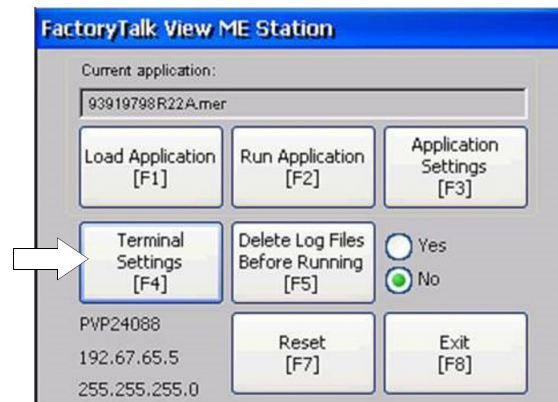 FactoryTalk View ME Station
Current application:
93919798R22A.mer
Load Application
[F1]
Run Application
[F2]
Application
Settings
[F3]
Terminal
Settings
[F4]
Delete Log Files
Before Running
[F5]
Yes
No
PVP24088
192.67.65.5
255.255.255.0
Reset
[F7]
Exit
[F8]